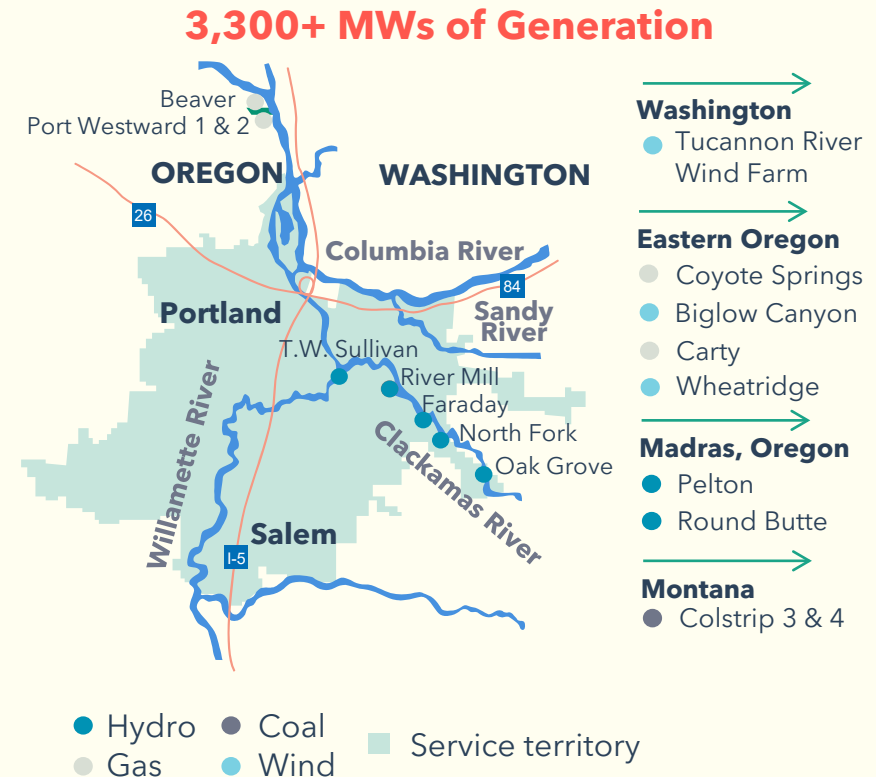 3,300+ MWs of Generation
Beaver
Port Westward 1 & 2
OREGON
WASHINGTON
26
Columbia River
84
Portland
Sandy
River
T.W. Sullivan
River Mill
Faraday
North Fork
Oak Grove
Willamette River
Clackamas River
Salem
I-5
Washington
Tucannon River
Wind Farm
Eastern Oregon
Coyote Springs
Biglow Canyon
Carty
Wheatridge
Madras, Oregon
Pelton
Round Butte
Montana
Colstrip 3 & 4
Hydro
Coal
Gas
Wind
Service territory